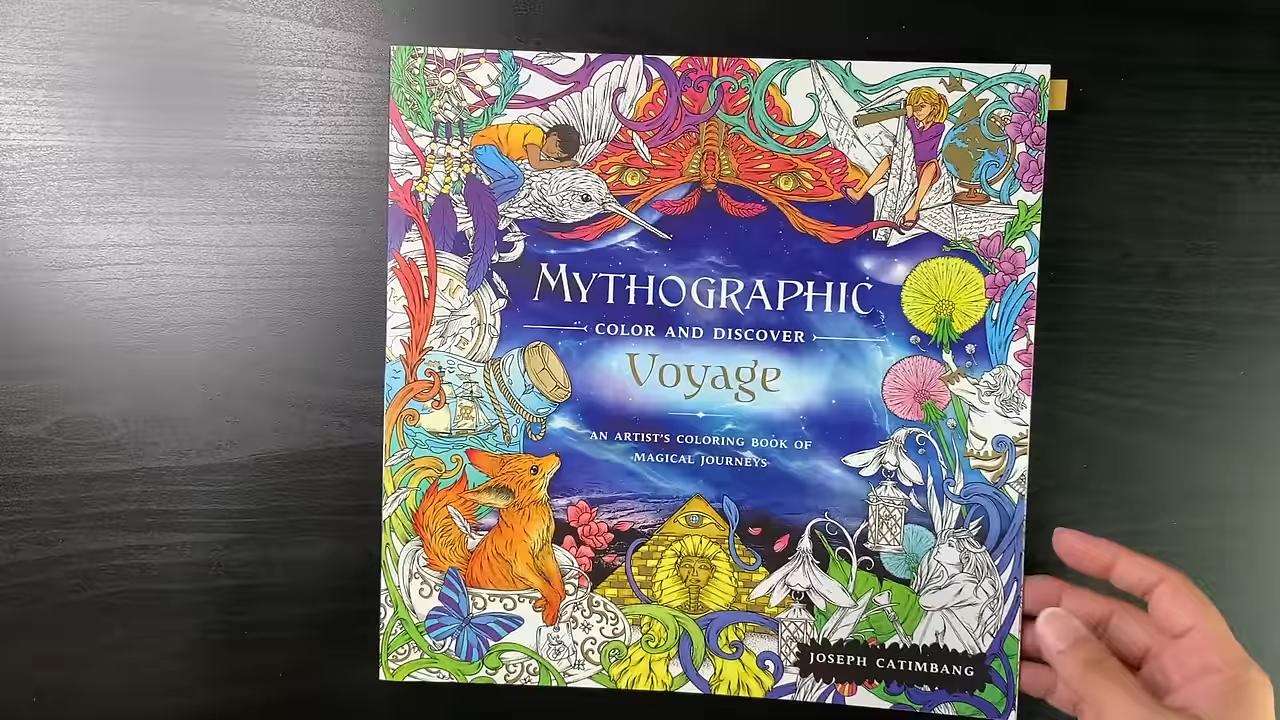 MYTHOGRAPHIC
COLOR AND DISCOVER
Voyage
AN ARTIST'S COLORING BOOK OF
MAGICAL JOURNEYS
JOSEPH CATIMBANG